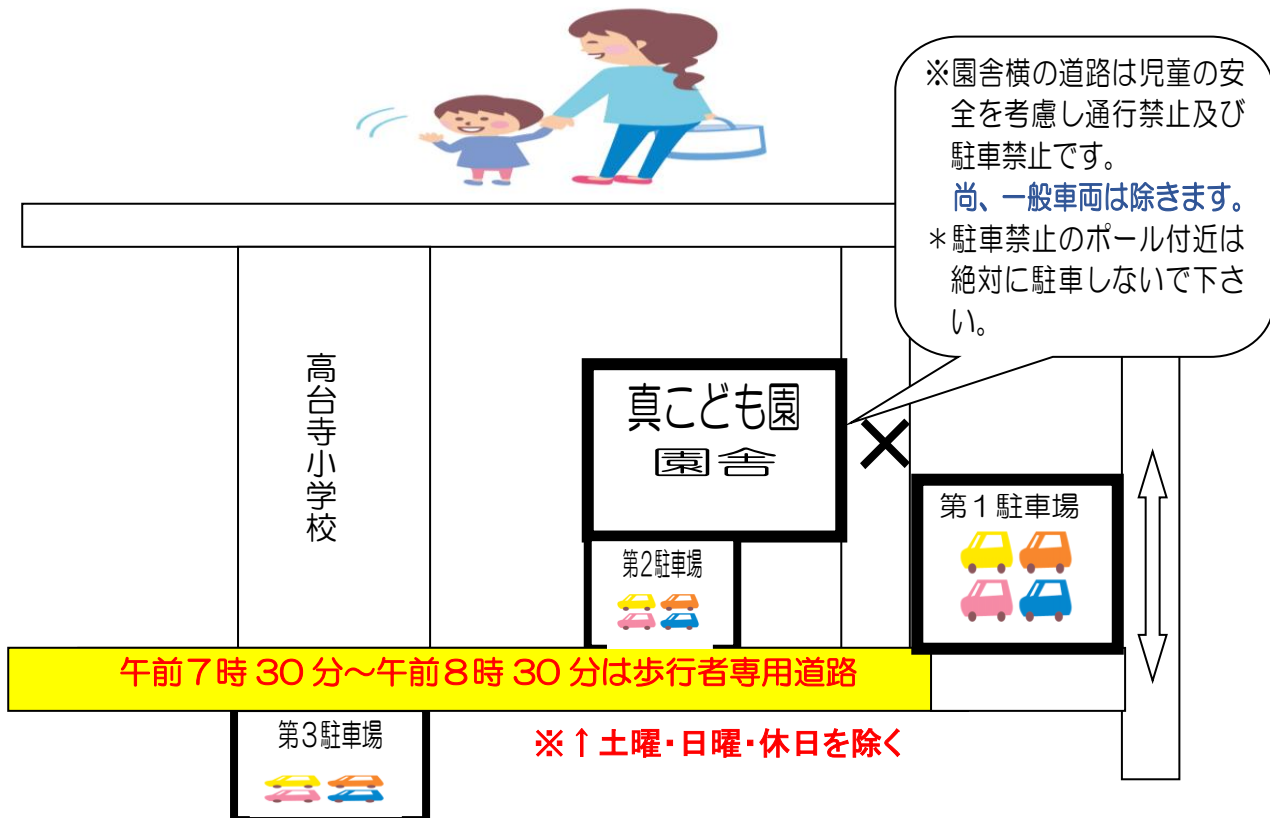 ※園舎横の道路は児童の安
全を考慮し通行禁止及び
駐車禁止です。
尚、一般車両は除きます。
＊駐車禁止のポール付近は
絶対に駐車しないで下さ
い。
高台寺小学校
真こども園
園舎
第１駐車場
第2駐車場
午前７時30分～午前８時30分は歩行者専用道路
第３駐車場
※↑土曜・日曜・休日を除く